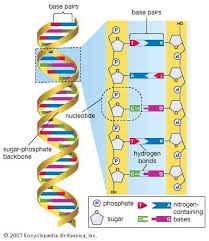 base pairs
base pairs
HO
P
T A
P
P
nucleotide
G C
P
P
sugar-phosphate
backbone
hydrogen
bonds
P
OH
P phosphate
sugar
T A
G C
nitrogen-
containing
bases
© 2007 Encyclopædia Britannica, Inc.